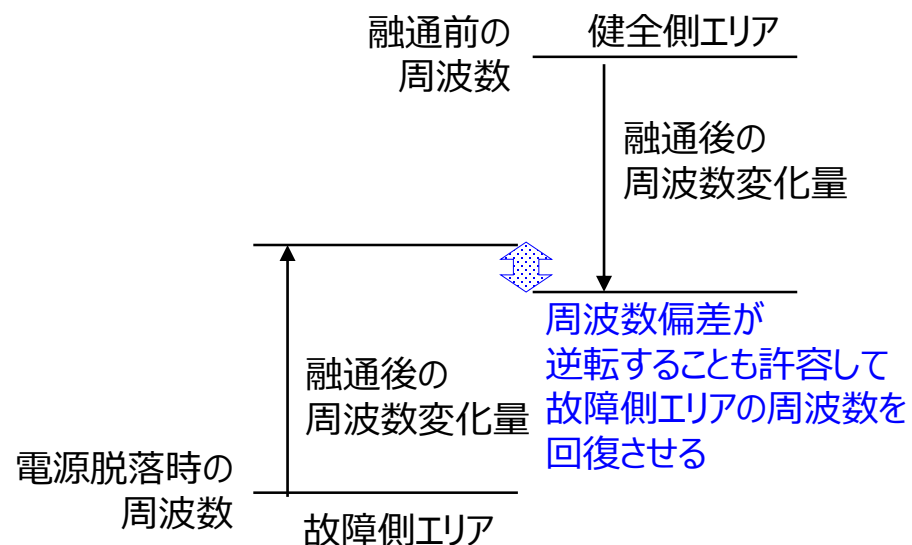 融通前の
周波数
健全側エリア
融通後の
周波数変化量
周波数偏差が
逆転することも許容して
故障側エリアの周波数を
回復させる
融通後の
周波数変化量
電源脱落時の
周波数
故障側エリア